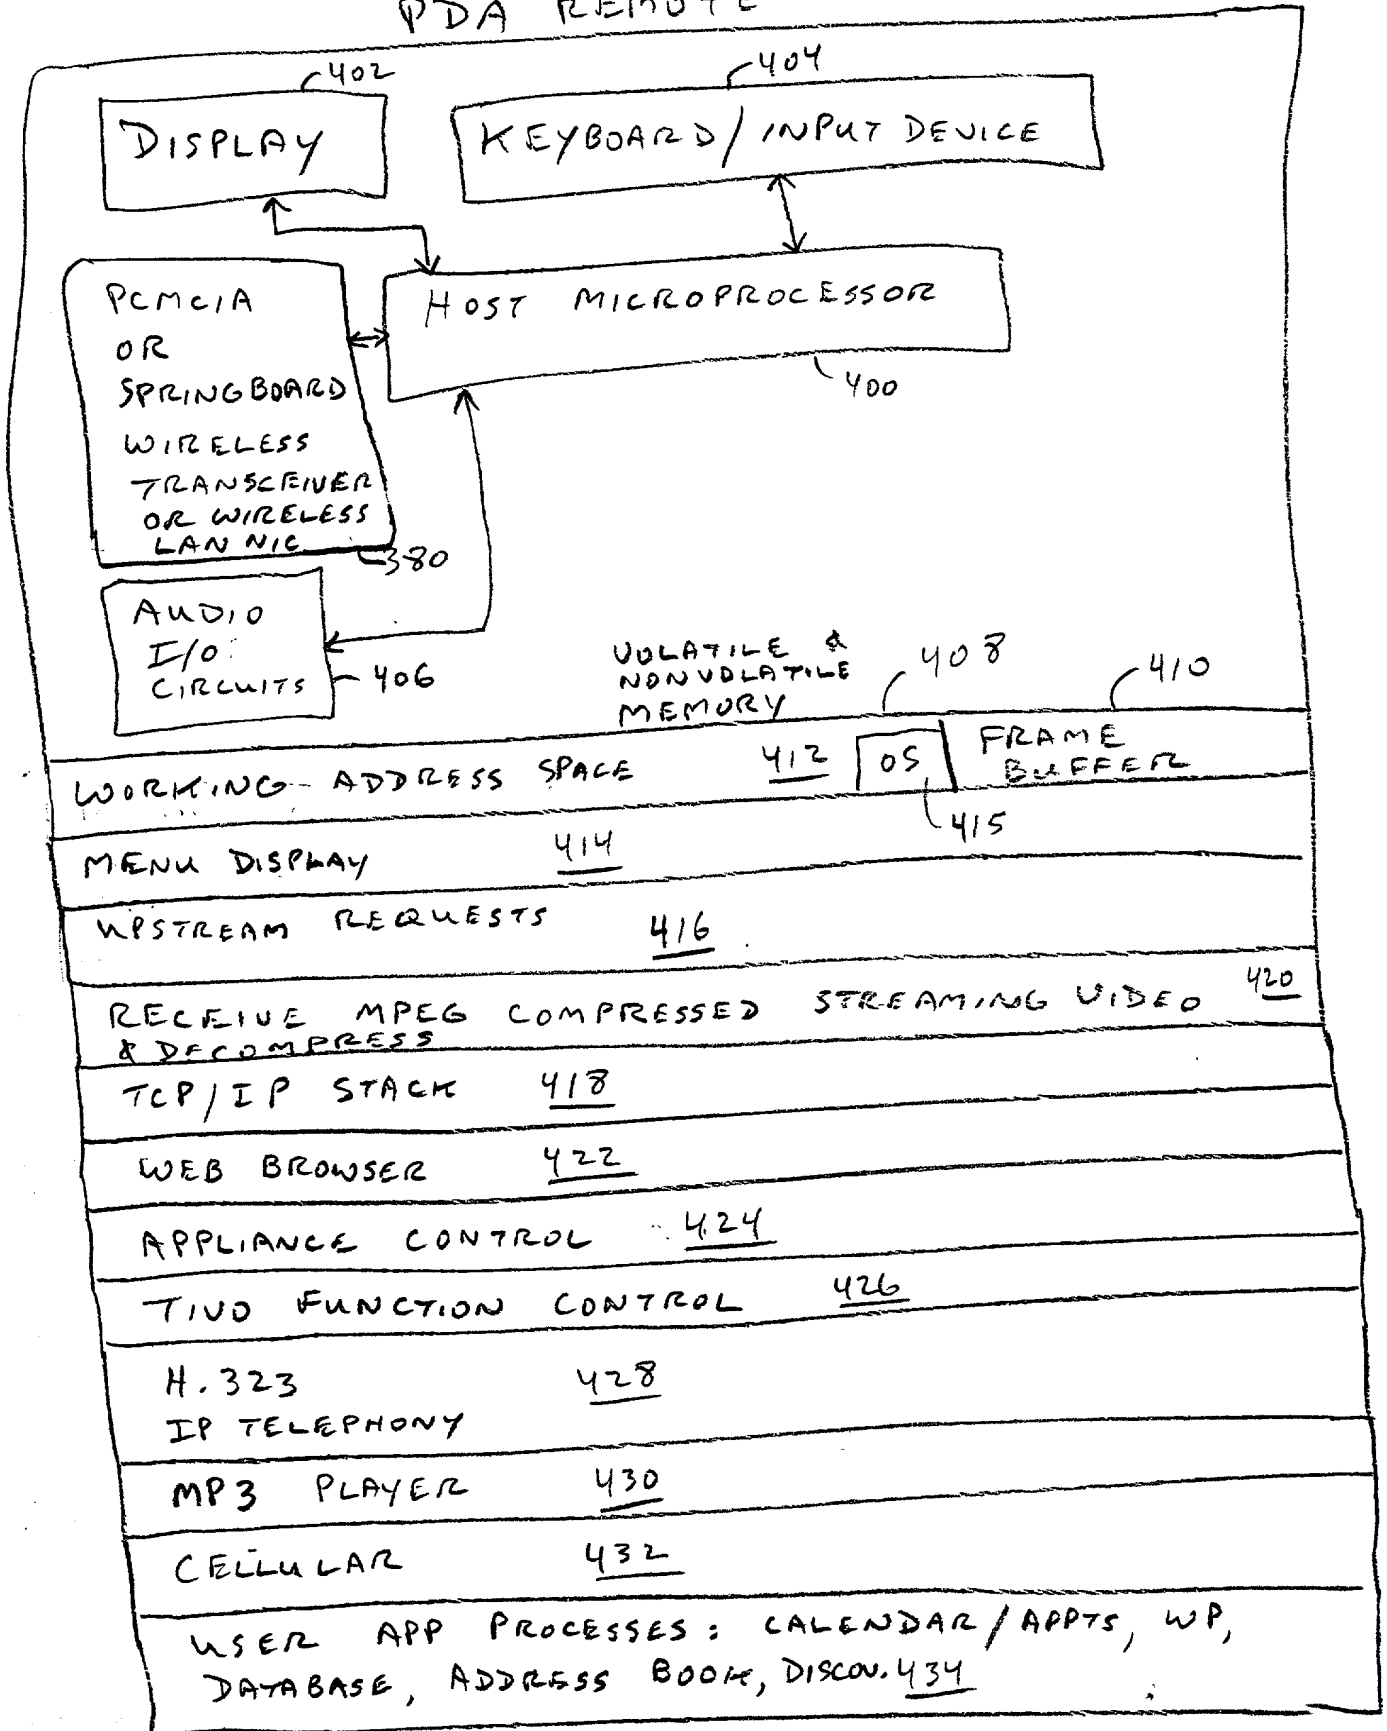 PDA REMOTE
402
404
DISPLAY
KEYBOARD/INPUT DEVICE
PCMCIA
OR
SPRINGBOARD
WIRELESS
TRANSCEIVER
OR WIRELESS
LAN NIC
380
HOST MICROPROCESSOR
400
AUDIO
I/O
CIRCUITS
406
VOLATILE &
NONVOLATILE
MEMORY
408
410
WORKING ADDRESS SPACE 412
OS
415
FRAME
BUFFER
MENU DISPLAY 414
UPSTREAM REQUESTS 416
RECEIVE MPEG COMPRESSED STREAMING VIDEO 420
& DECOMPRESS
TCP/IP STACK 418
WEB BROWSER 422
APPLIANCE CONTROL 424
TIVO FUNCTION CONTROL 426
H.323 428
IP TELEPHONY
MP3 PLAYER 430
CELLULAR 432
USER APP PROCESSES: CALENDAR/APPTS, WP,
DATABASE, ADDRESS BOOK, DISCOV. 434